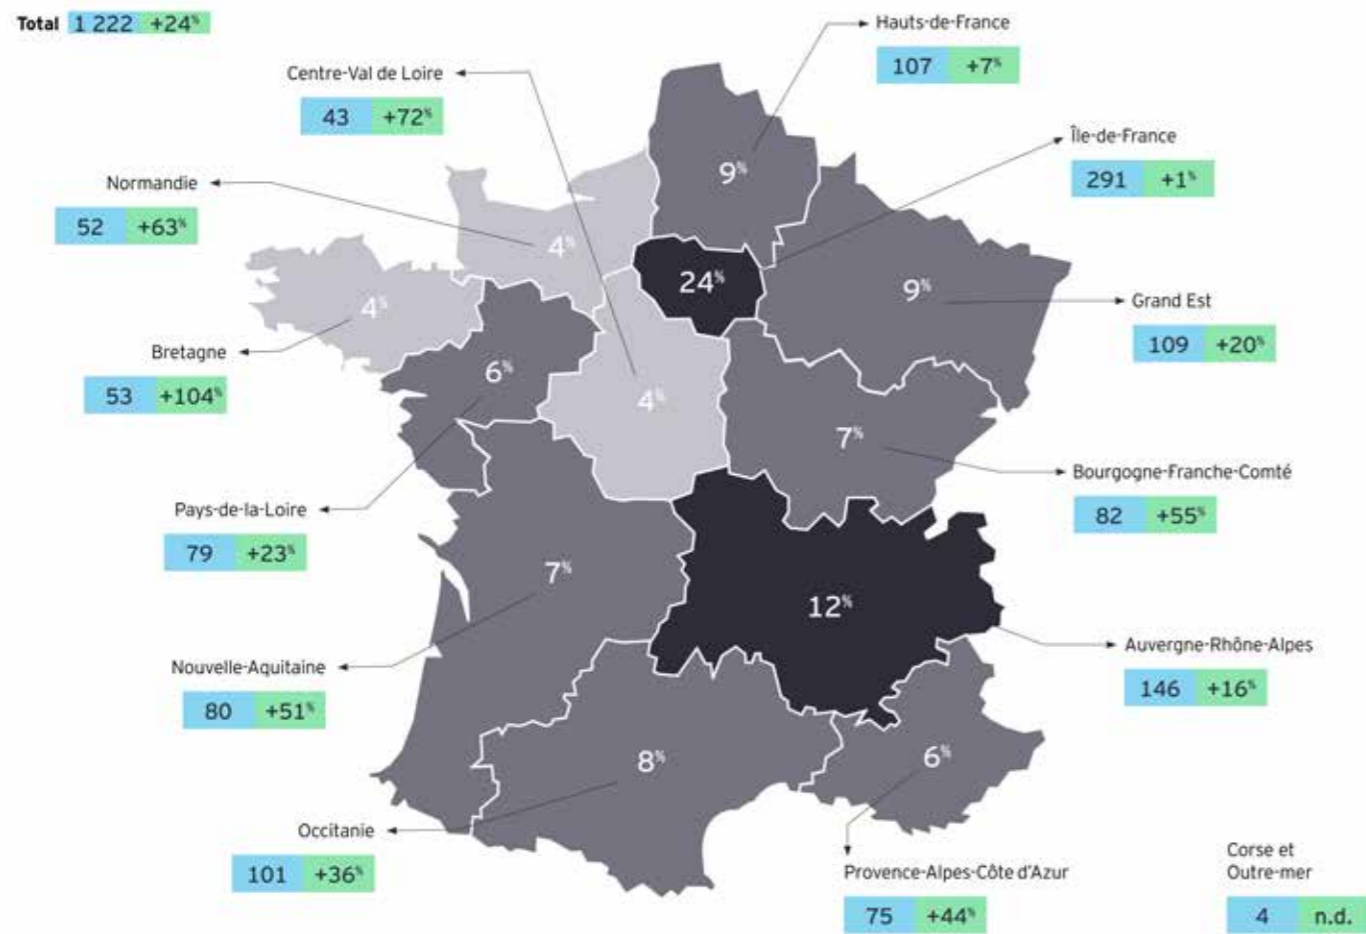 Total 1 222 +24%
Hauts-de-France
107 +7%
Centre-Val de Loire
43 +72%
Île-de-France
291 +1%
9%
Normandie
52 +63%
4%
24%
9%
4%
Grand Est
109 +20%
Bretagne
53 +104%
6%
4%
7%
Bourgogne-Franche-Comté
82 +55%
Pays-de-la-Loire
79 +23%
7%
12%
Auvergne-Rhône-Alpes
146 +16%
Nouvelle-Aquitaine
80 +51%
8%
6%
Occitanie
101 +36%
Provence-Alpes-Côte d'Azur
75 +44%
Corse et
Outre-mer
4 n.d.